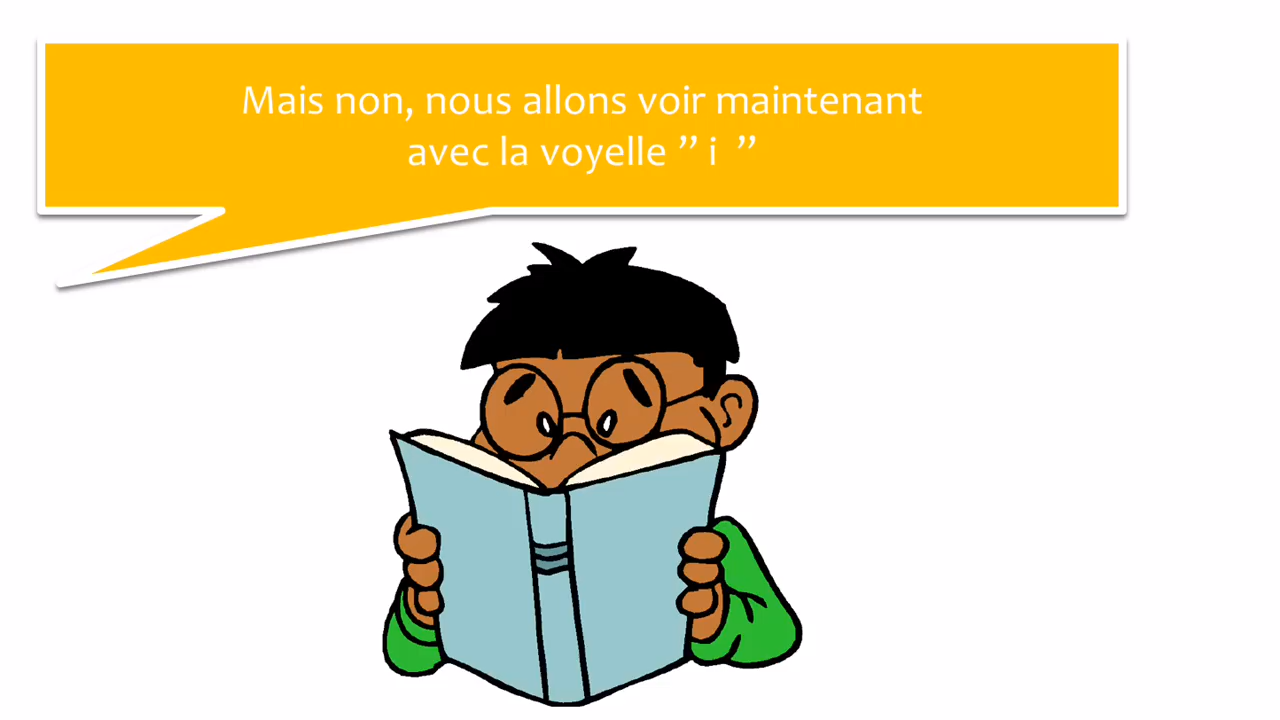 Mais non, nous allons voir maintenant
avec la voyelle ” i  ”